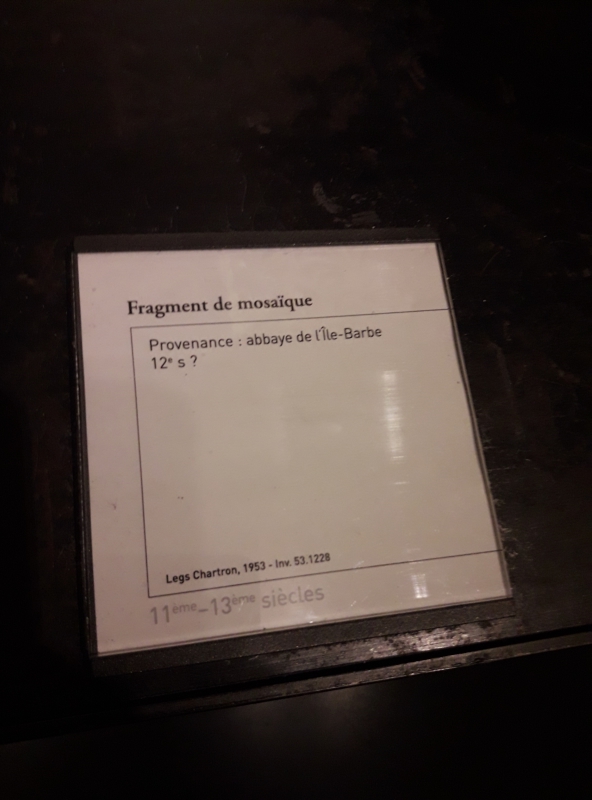 Fragment de mosaïque
Provenance : abbaye de l'Île-Barbe
12e s ?
Legs Chartron, 1953 - Inv. 53.1228
11ème-13ème siècles